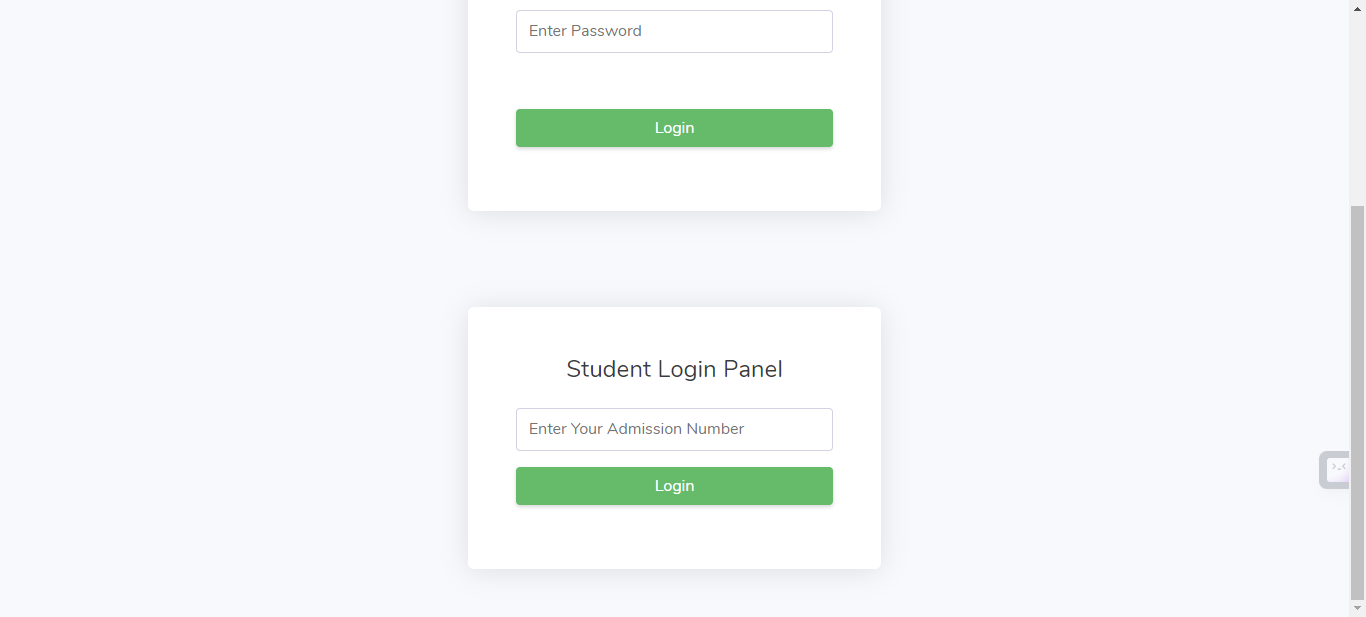 Enter Password
Login
Student Login Panel
Enter Your Admission Number
Login